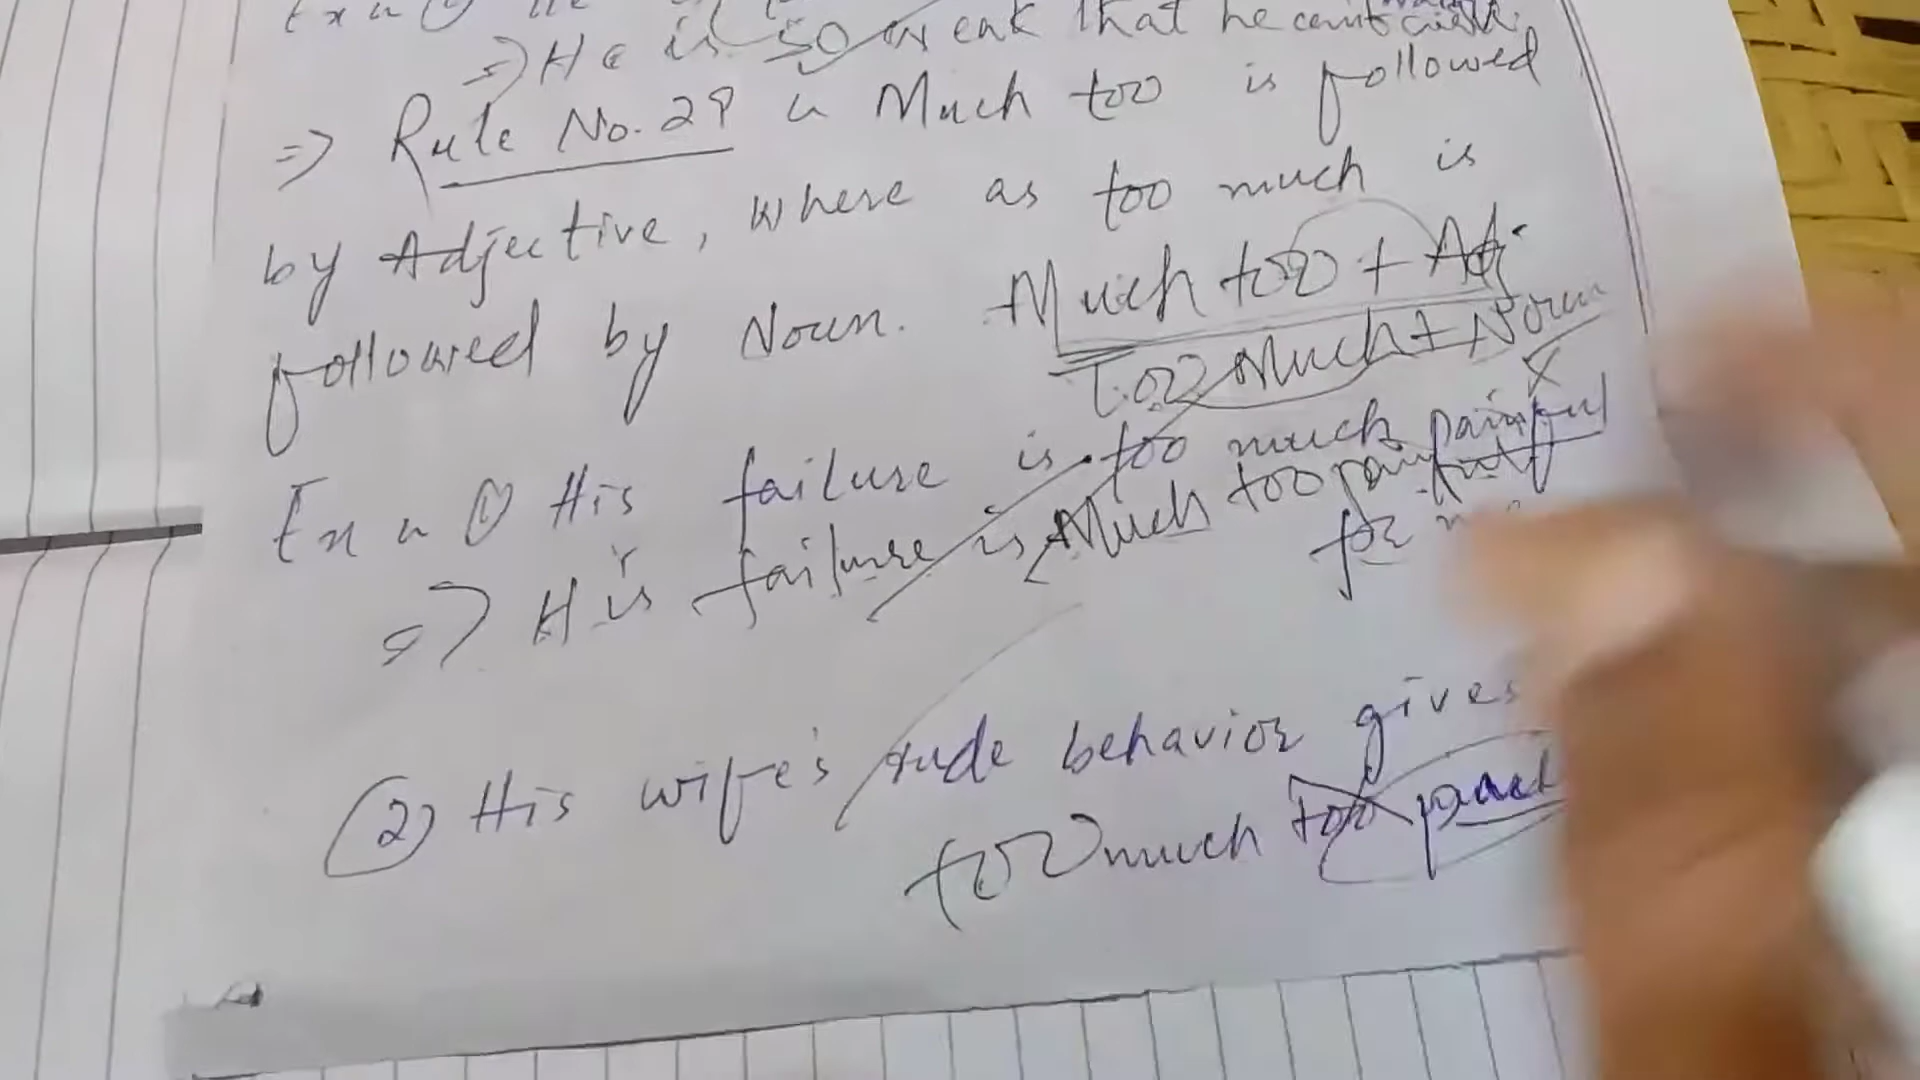 ⇒ He is so weak that he
⇒ Rule No. 29 Much too is followed
by Adjective, where as too much is
followed by Noun. Much too + Adj.
Too Much + Noun
Ex ① His failure is too much painful
⇒ His failure is Much too painful
for
② His wife's rude behavior gives
too much too